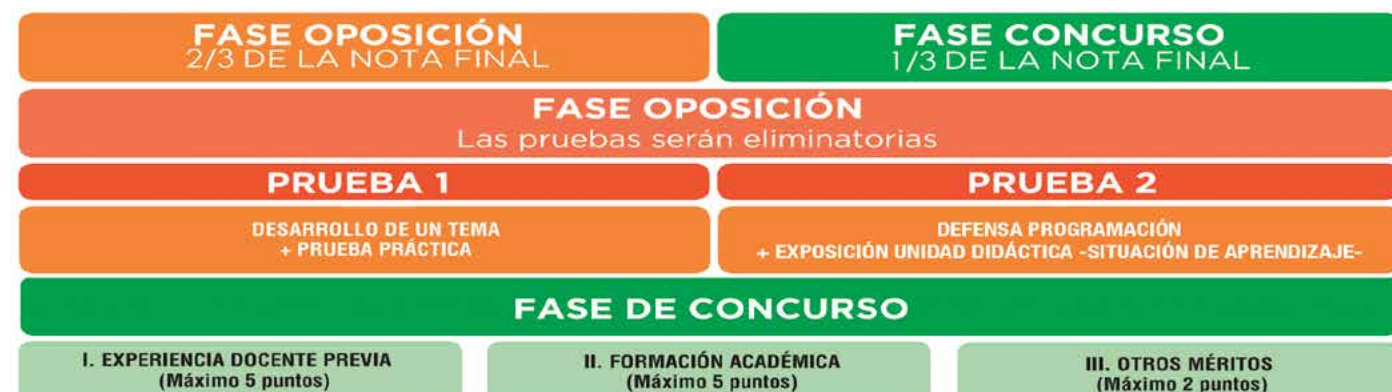 FASE OPOSICIÓN
2/3 DE LA NOTA FINAL
FASE CONCURSO
1/3 DE LA NOTA FINAL
FASE OPOSICIÓN
Las pruebas serán eliminatorias
PRUEBA 1
PRUEBA 2
DESARROLLO DE UN TEMA
+ PRUEBA PRÁCTICA
DEFENSA PROGRAMACIÓN
+ EXPOSICIÓN UNIDAD DIDÁCTICA -SITUACIÓN DE APRENDIZAJE-
FASE DE CONCURSO
I. EXPERIENCIA DOCENTE PREVIA
(Máximo 5 puntos)
II. FORMACIÓN ACADÉMICA
(Máximo 5 puntos)
III. OTROS MÉRITOS
(Máximo 2 puntos)